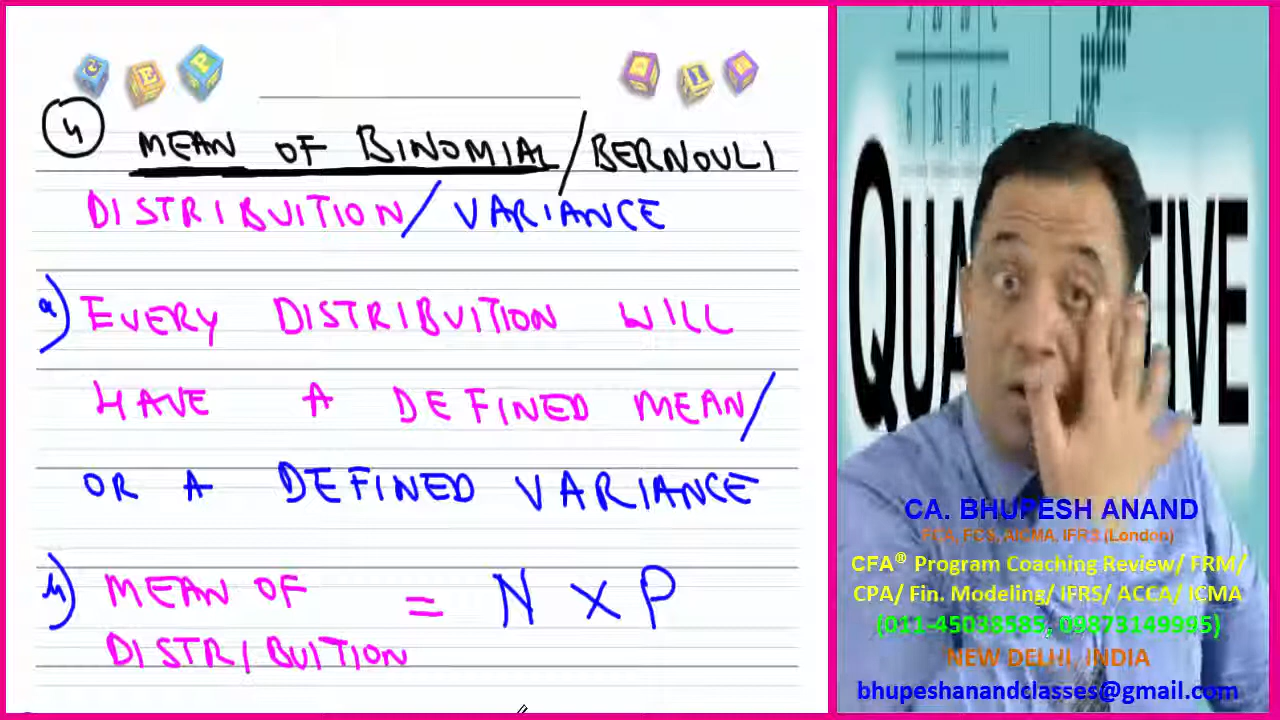 4 MEAN OF BINOMIAL/BERNOULI
DISTRIBUITION/VARIANCE
a) EVERY DISTRIBUITION WILL
HAVE A DEFINED MEAN/
OR A DEFINED VARIANCE
MEAN OF = N X P
DISTRIBUITION
QUANTITATIVE
CA. BHUPESH ANAND
FCA, FCS, AICMA, IFRS (London)
CFA® Program Coaching Review/ FRM/
CPA/ Fin. Modeling/ IFRS/ ACCA/ ICMA
(011-45038585, 09873149995)
NEW DELHI, INDIA
bhupeshanandclasses@gmail.com